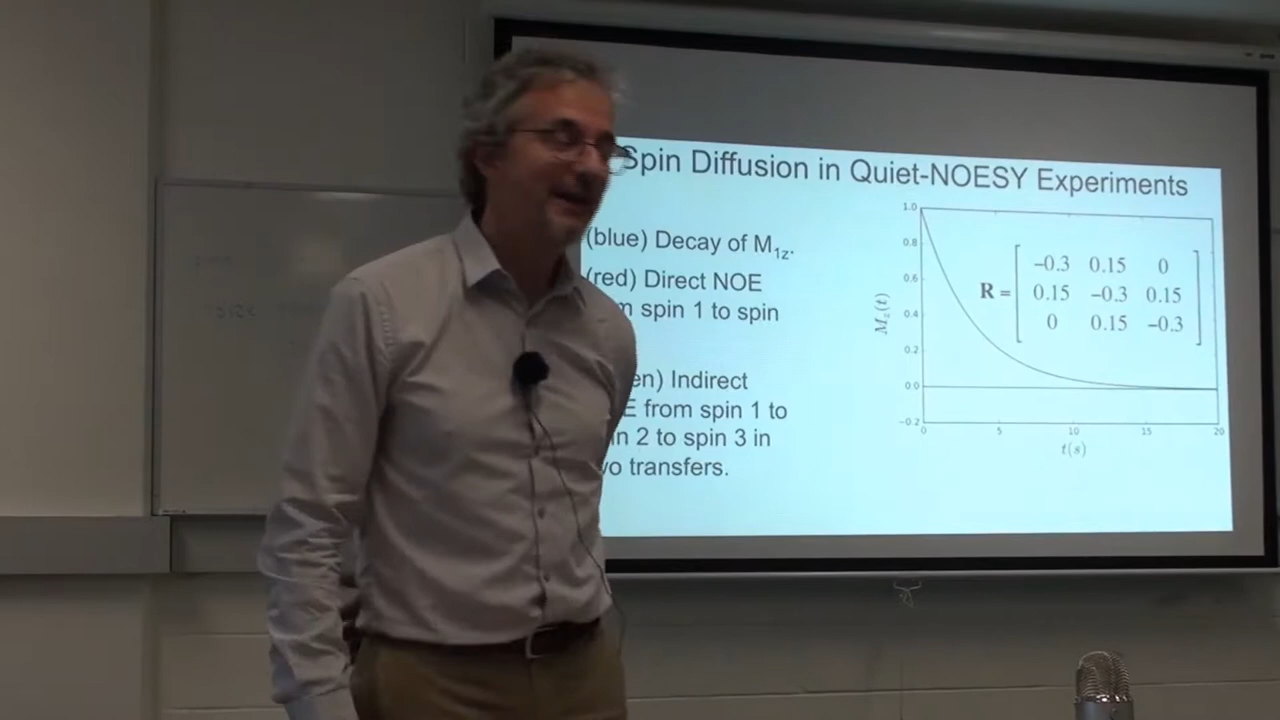 Spin Diffusion in Quiet-NOESY Experiments
(blue) Decay of M1z.
(red) Direct NOE
spin 1 to spin
Indirect
from spin 1 to
2 to spin 3 in
transfers.
1.0
0.8
0.6
0.4
0.2
0.0
−0.2
Mz(t)
0 5 10 15 20
t(s)
R =
−0.3 0.15 0
0.15 −0.3 0.15
0 0.15 −0.3